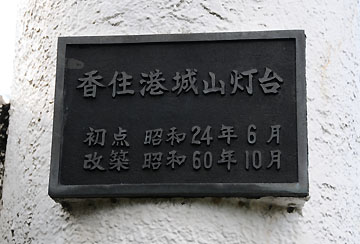 香住港城山灯台
初点 昭和24年6月
改築 昭和60年10月